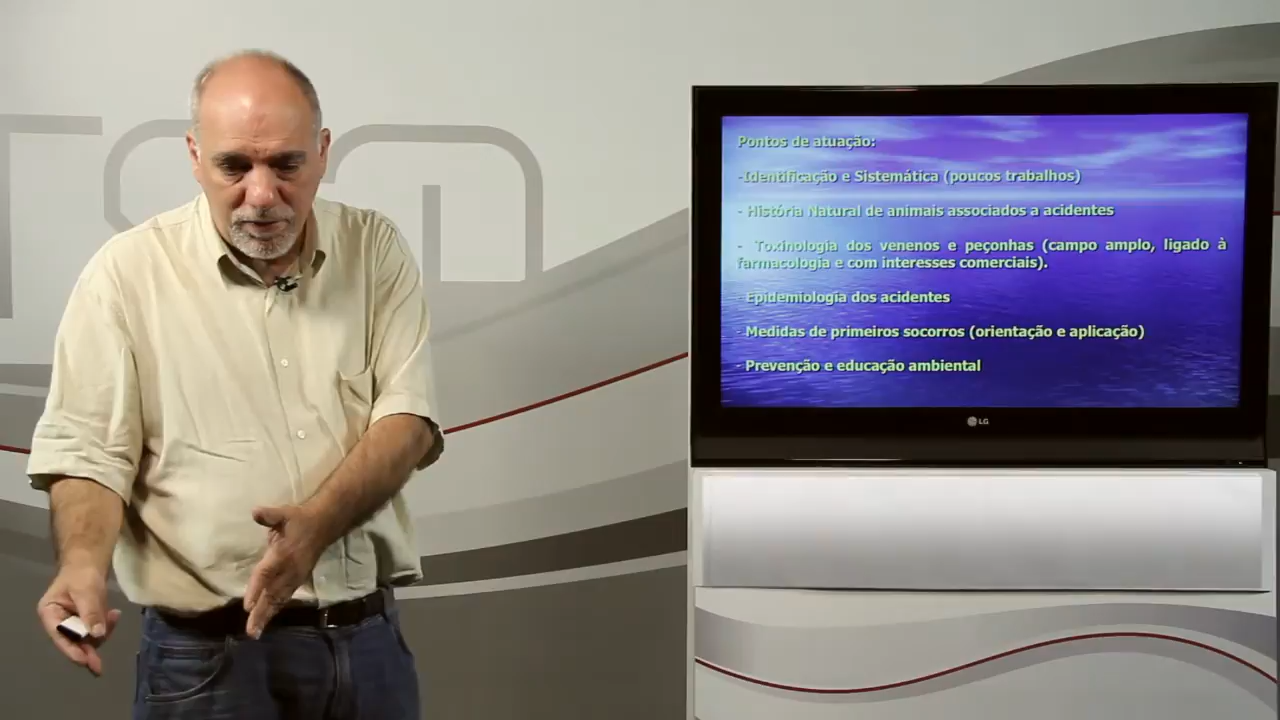 Pontos de atuação:
-Identificação e Sistemática (poucos trabalhos)
- História Natural de animais associados a acidentes
- Toxinologia dos venenos e peçonhas (campo amplo, ligado à
farmacologia e com interesses comerciais).
- Epidemiologia dos acidentes
- Medidas de primeiros socorros (orientação e aplicação)
- Prevenção e educação ambiental
LG